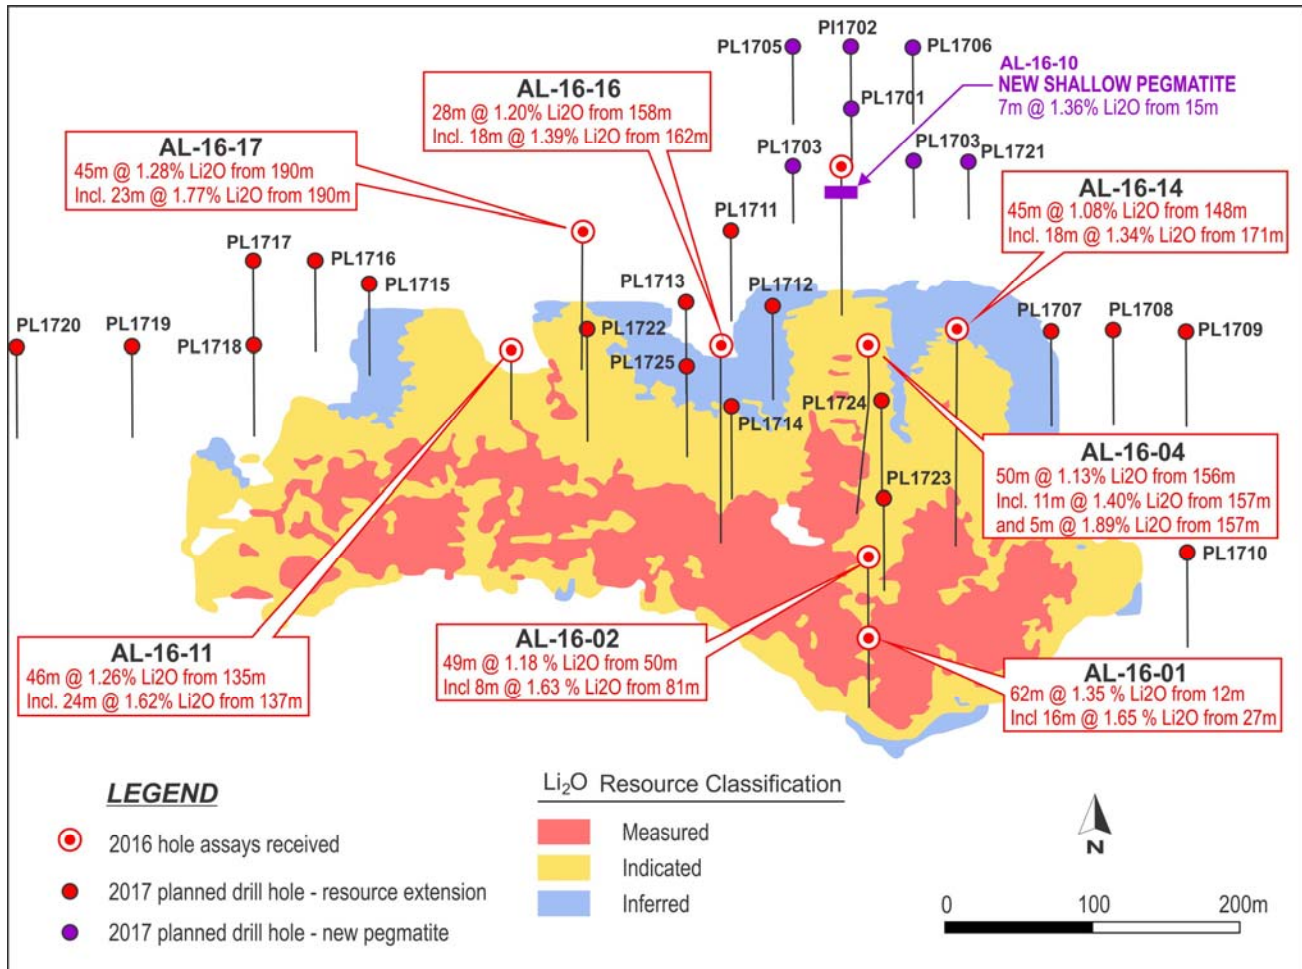 PL1705
PI1702
PL1706
AL-16-10
NEW SHALLOW PEGMATITE
7m @ 1.36% Li2O from 15m
PL1701
AL-16-16
28m @ 1.20% Li2O from 158m
Incl. 18m @ 1.39% Li2O from 162m
AL-16-17
45m @ 1.28% Li2O from 190m
Incl. 23m @ 1.77% Li2O from 190m
PL1703
PL1703
PL1721
AL-16-14
45m @ 1.08% Li2O from 148m
Incl. 18m @ 1.34% Li2O from 171m
PL1711
PL1717
PL1716
PL1715
PL1713
PL1712
PL1720
PL1719
PL1718
PL1722
PL1725
PL1707
PL1708
PL1709
PL1714
PL1724
PL1723
AL-16-04
50m @ 1.13% Li2O from 156m
Incl. 11m @ 1.40% Li2O from 157m
and 5m @ 1.89% Li2O from 157m
PL1710
AL-16-11
46m @ 1.26% Li2O from 135m
Incl. 24m @ 1.62% Li2O from 137m
AL-16-02
49m @ 1.18 % Li2O from 50m
Incl 8m @ 1.63 % Li2O from 81m
AL-16-01
62m @ 1.35 % Li2O from 12m
Incl 16m @ 1.65 % Li2O from 27m
LEGEND
2016 hole assays received
2017 planned drill hole - resource extension
2017 planned drill hole - new pegmatite
Li₂O Resource Classification
Measured
Indicated
Inferred
N
0 100 200m